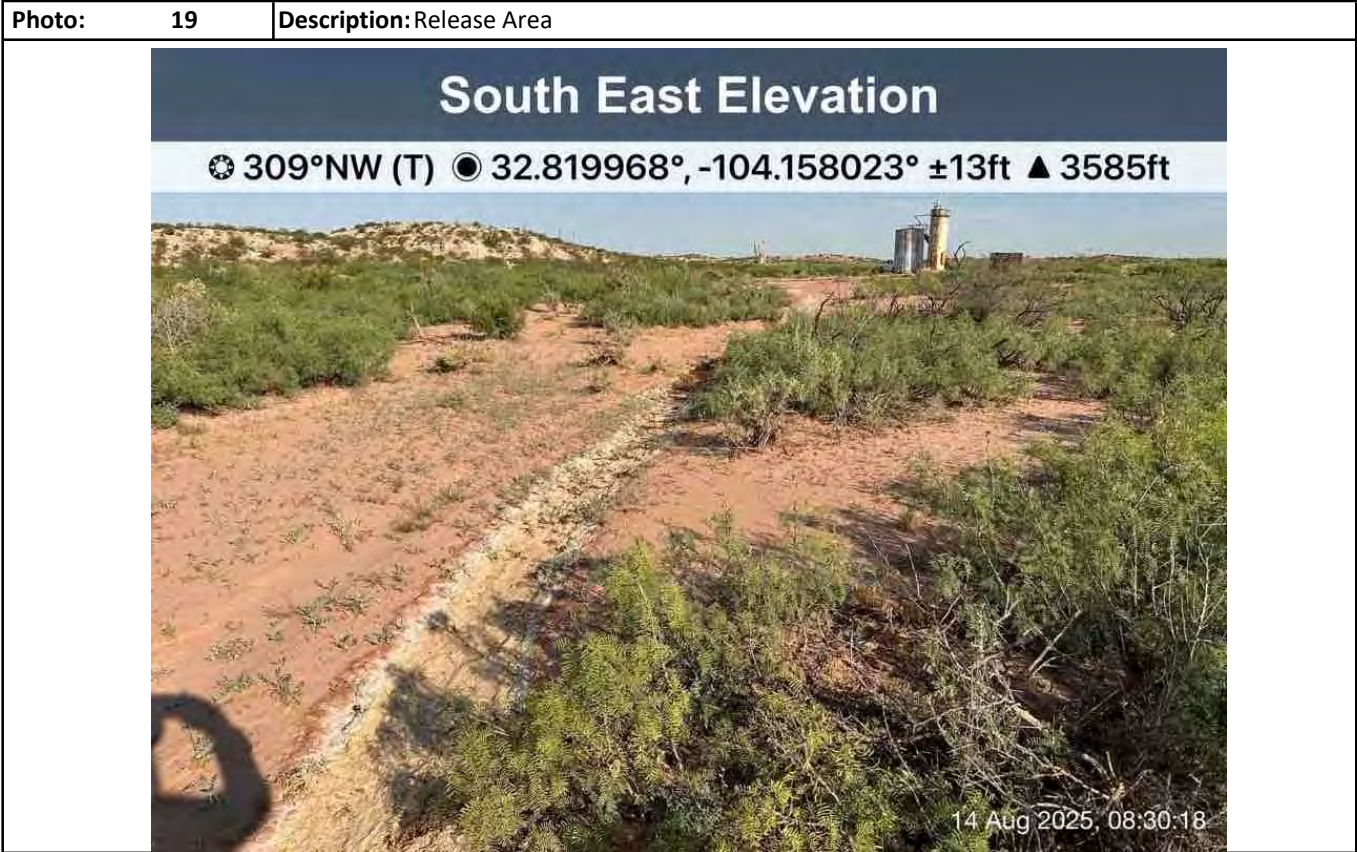 Photo: 19 Description: Release Area
South East Elevation
309°NW (T) 32.819968°, -104.158023° ±13ft ▲ 3585ft
14 Aug 2025, 08:30:18